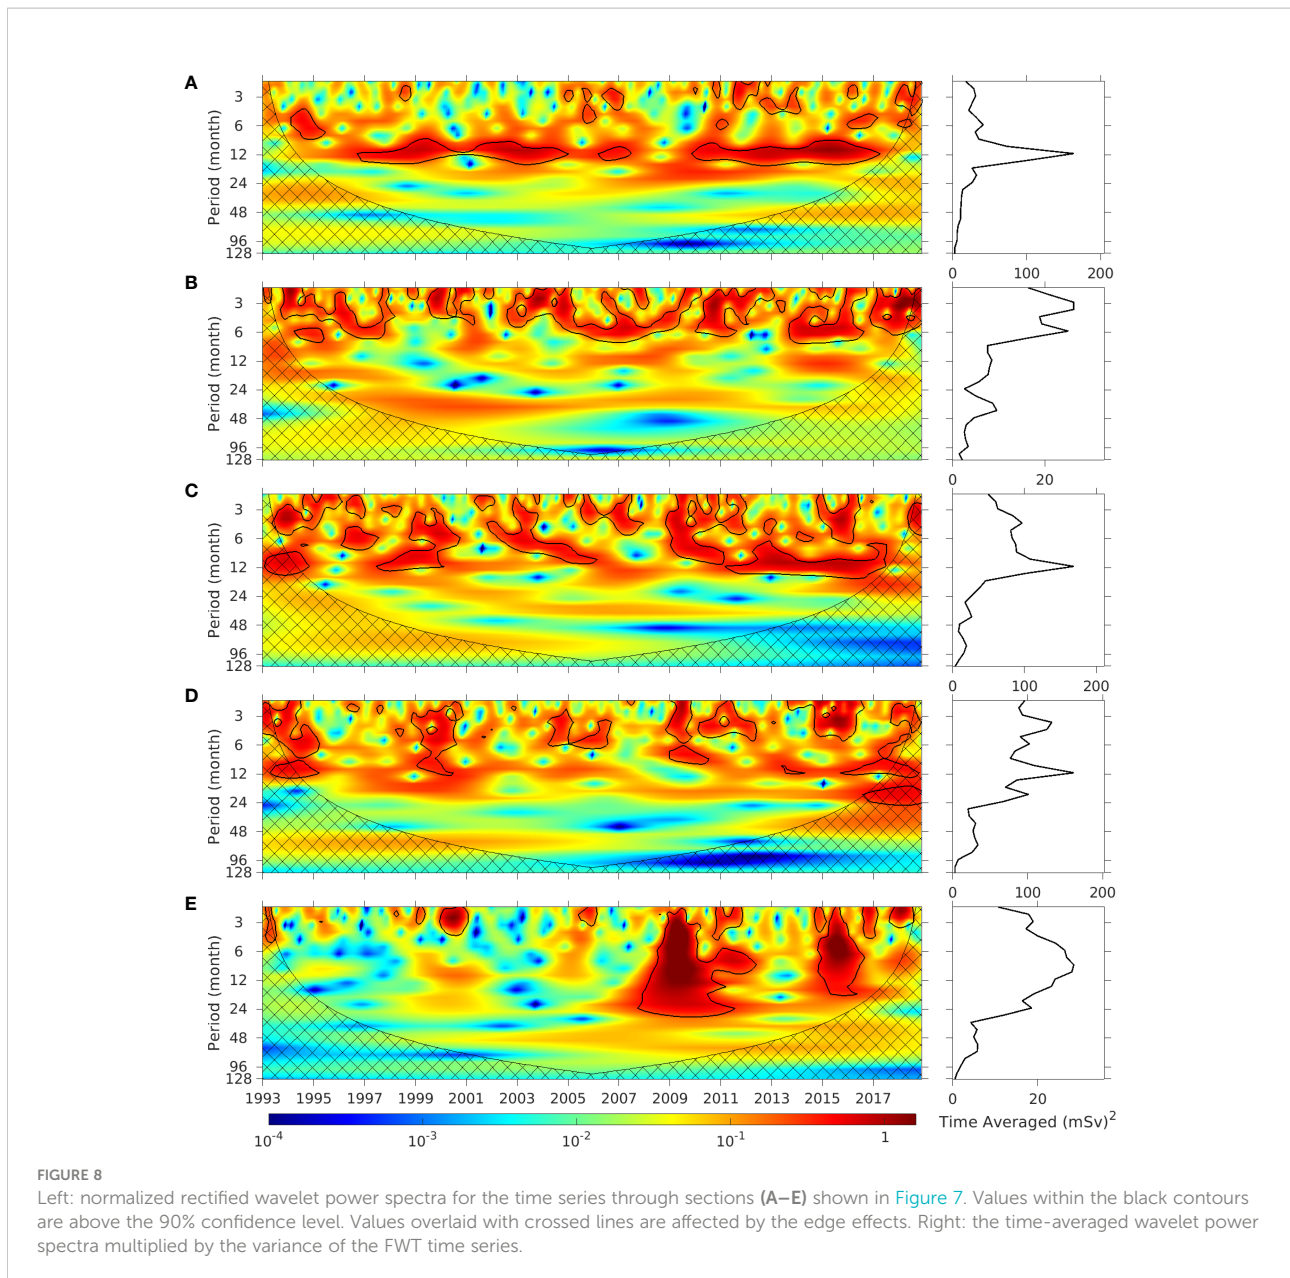 A
Period (month)
3
6
12
24
48
96
128
0
100
200
B
Period (month)
3
6
12
24
48
96
128
0
20
C
Period (month)
3
6
12
24
48
96
128
0
100
200
D
Period (month)
3
6
12
24
48
96
128
0
100
200
E
Period (month)
3
6
12
24
48
96
128
1993 1995 1997 1999 2001 2003 2005 2007 2009 2011 2013 2015 2017
0
20
10-4 10-3 10-2 10-1 1
Time Averaged (mSv)2
FIGURE 8
Left: normalized rectified wavelet power spectra for the time series through sections (A–E) shown in Figure 7. Values within the black contours
are above the 90% confidence level. Values overlaid with crossed lines are affected by the edge effects. Right: the time-averaged wavelet power
spectra multiplied by the variance of the FWT time series.